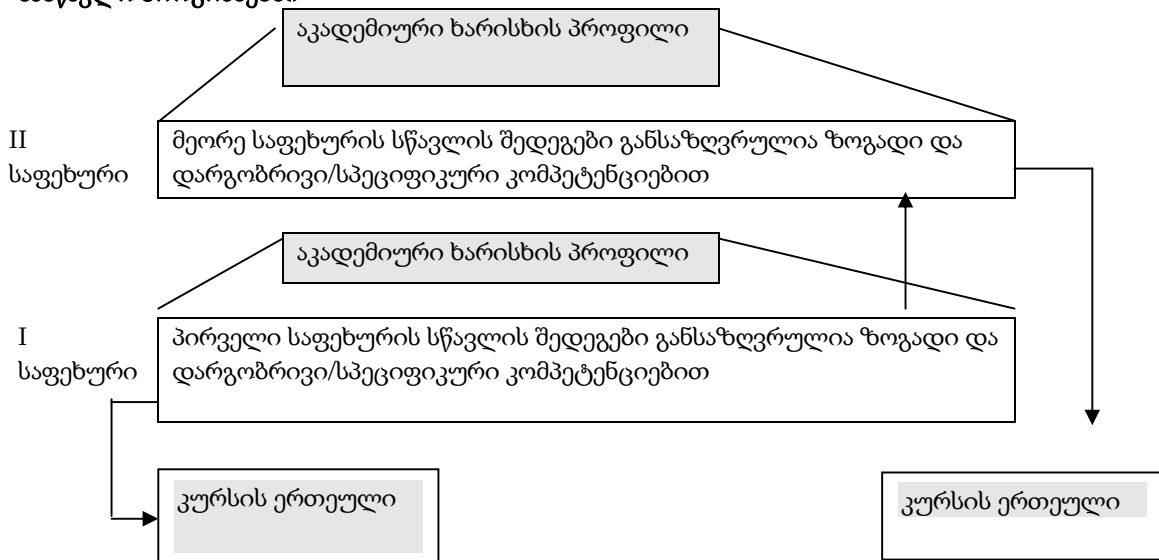 აკადემიური ხარისხის პროფილი
II
საფეხური
მეორე საფეხურის სწავლის შედეგები განსაზღვრულია ზოგადი და
დარგობრივი/სპეციფიკური კომპეტენციებით
აკადემიური ხარისხის პროფილი
I
საფეხური
პირველი საფეხურის სწავლის შედეგები განსაზღვრულია ზოგადი და
დარგობრივი/სპეციფიკური კომპეტენციებით
კურსის ერთეული
კურსის ერთეული